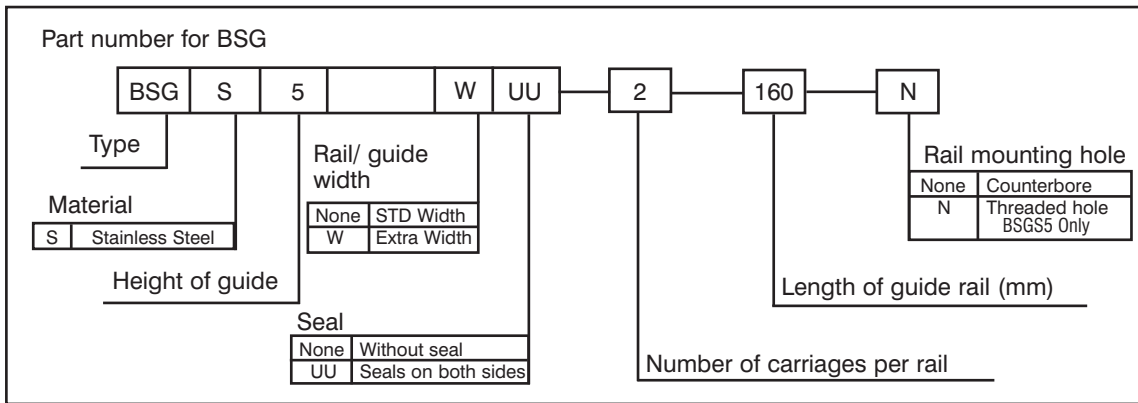 Part number for BSG
BSG S 5 W UU 2 160 N
Type
Rail/ guide
width
None STD Width
W Extra Width
Rail mounting hole
None Counterbore
N Threaded hole
BSGS5 Only
Material
S Stainless Steel
Height of guide
Length of guide rail (mm)
Seal
None Without seal
UU Seals on both sides
Number of carriages per rail